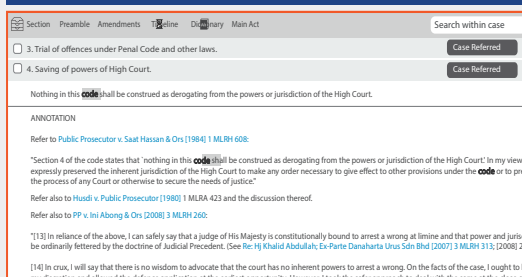 Section Preamble Amendments Timeline Dictionary Main Act Search within case
3. Trial of offences under Penal Code and other laws. Case Referred
4. Saving of powers of High Court. Case Referred
Nothing in this code shall be construed as derogating from the powers or jurisdiction of the High Court.
ANNOTATION
Refer to Public Prosecutor v. Saat Hassan & Ors [1984] 1 MLRH 608:
"Section 4 of the code states that `nothing in this code shall be construed as derogating from the powers or jurisdiction of the High Court.' In my view
expressly preserved the inherent jurisdiction of the High Court to make any order necessary to give effect to other provisions under the code or to pre
the process of any Court or otherwise to secure the needs of justice."
Refer also to Husdi v. Public Prosecutor [1980] 1 MLRA 423 and the discussion thereof.
Refer also to PP v. Ini Abong & Ors [2008] 3 MLRH 260:
"[13] In reliance of the above, I can safely say that a judge of His Majesty is constitutionally bound to arrest a wrong at limine and that power and jurisd
be ordinarily fettered by the doctrine of Judicial Precedent. (See Re: Hj Khalid Abdullah; Ex-Parte Danaharta Urus Sdn Bhd [2007] 3 MLRH 313; [2008] 2
[14] In crux, I will say that there is no wisdom to advocate that the court has no inherent powers to arrest a wrong. On the facts of the case, I ought to